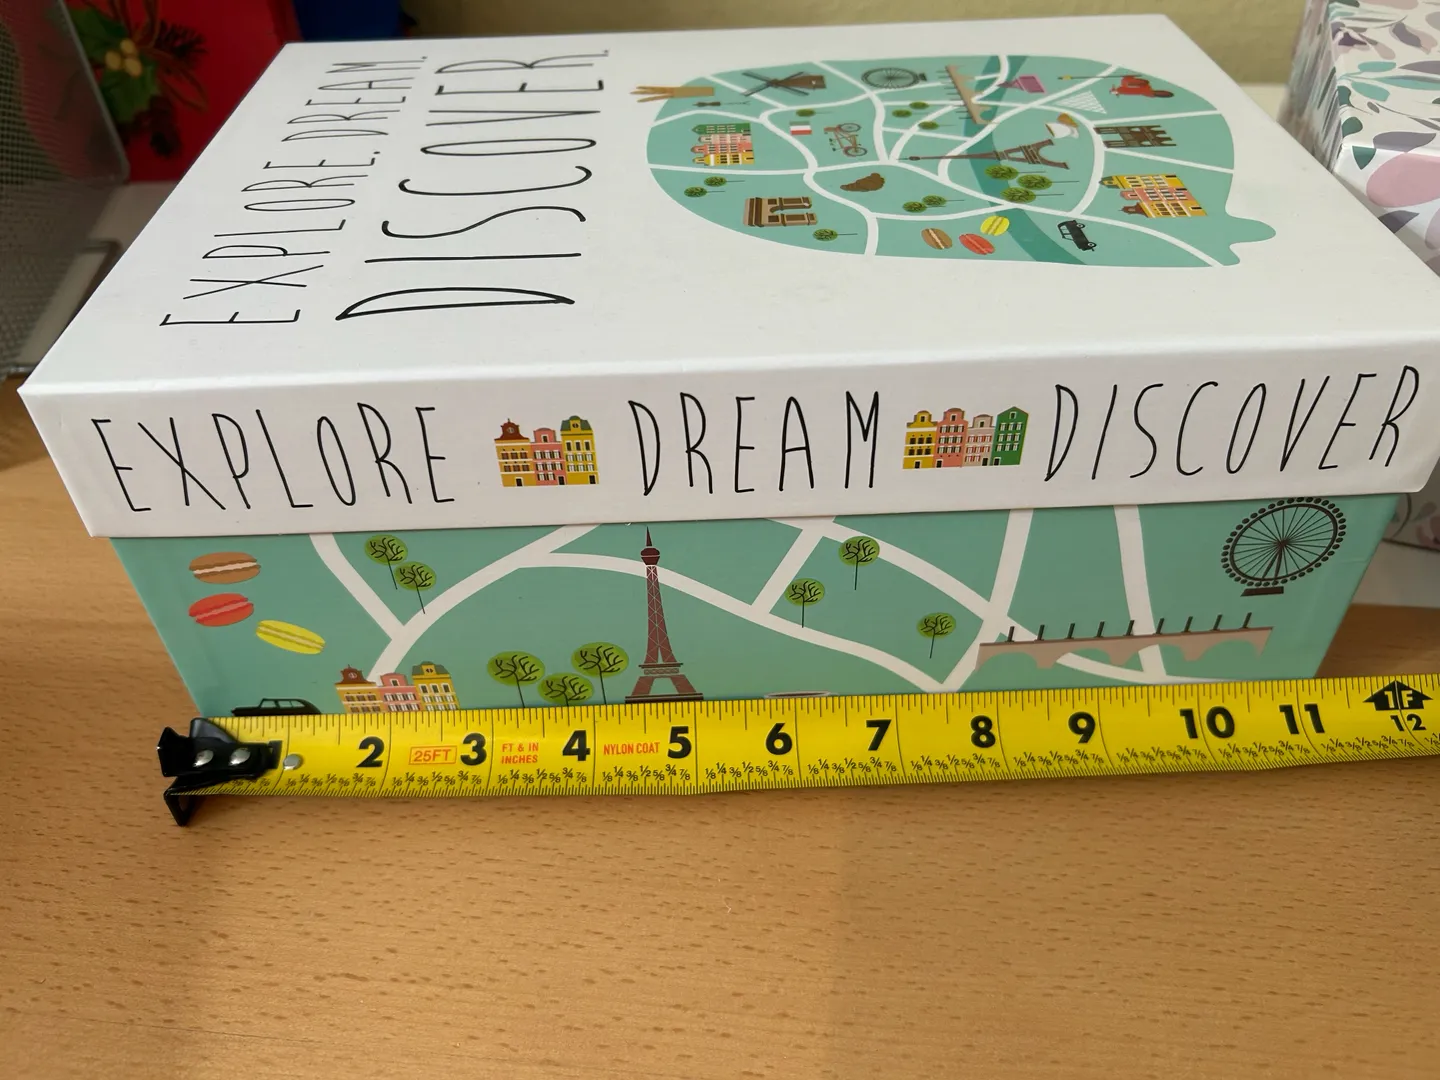 EXPLORE. DREAM.
DISCOVER.
EXPLORE DREAM DISCOVER
2 25FT 3 FT & IN INCHES 4 NYLON COAT 5 6 7 8 9 10 11 1F 12